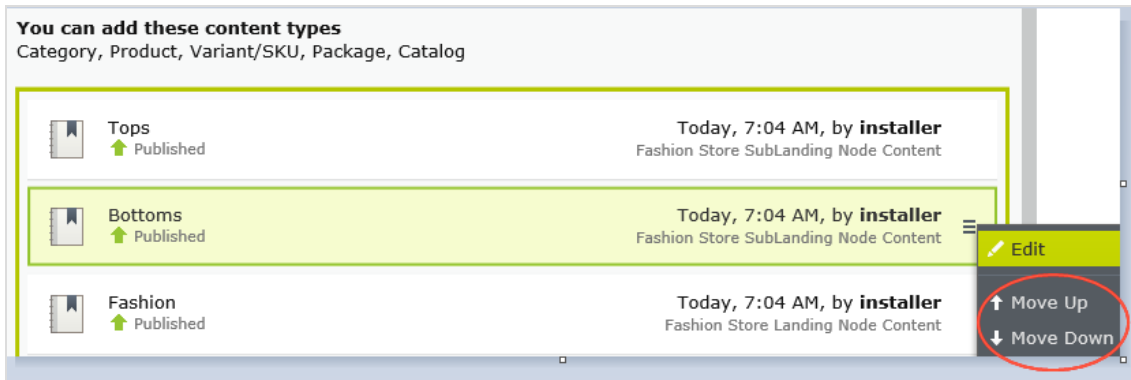 You can add these content types
Category, Product, Variant/SKU, Package, Catalog
Tops
Today, 7:04 AM, by installer
Published
Fashion Store SubLanding Node Content
Bottoms
Today, 7:04 AM, by installer
Published
Fashion Store SubLanding Node Content
Edit
Fashion
Today, 7:04 AM, by installer
Move Up
Published
Fashion Store Landing Node Content
Move Down